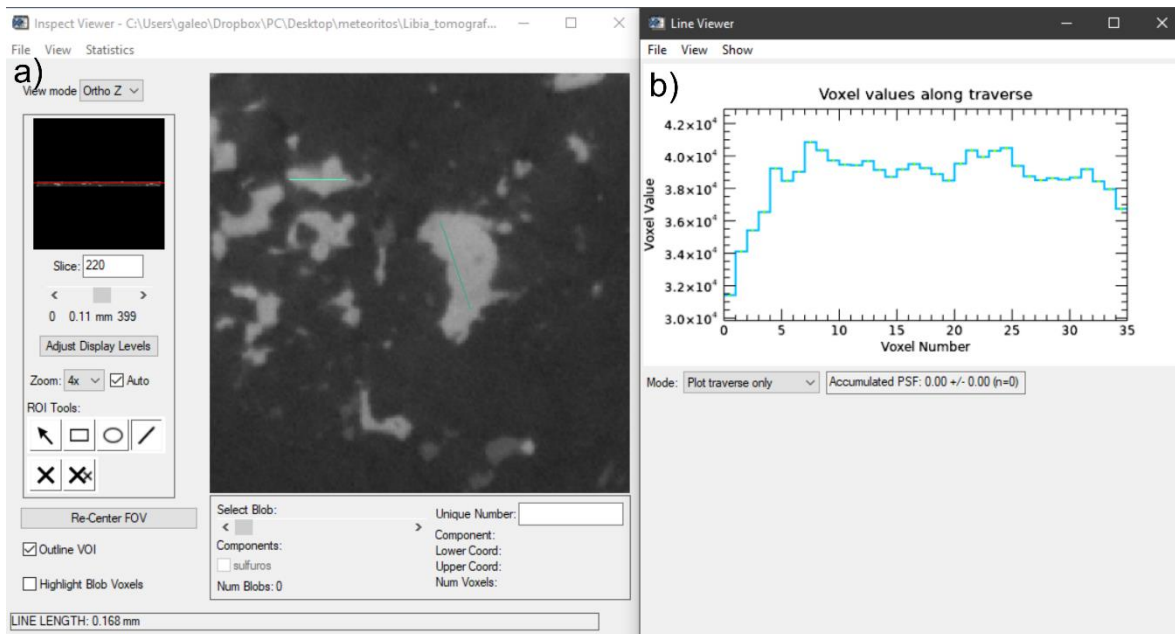 Inspect Viewer - C:\Users\galeo\Dropbox\PC\Desktop\meteoritos\Libia_tomograf...
File View Statistics
a)
View mode Ortho Z
Slice: 220
< >
0 0.11 mm 399
Adjust Display Levels
Zoom: 4x Auto
ROI Tools:
Re-Center FOV
Outline VOI
Highlight Blob Voxels
Select Blob:
< >
Components:
sulfuros
Num Blobs: 0
Unique Number:
Component:
Lower Coord:
Upper Coord:
Num Voxels:
LINE LENGTH: 0.168 mm
Line Viewer
File View Show
b)
Voxel values along traverse
Voxel Value
4.2×10⁴
4.0×10⁴
3.8×10⁴
3.6×10⁴
3.4×10⁴
3.2×10⁴
3.0×10⁴
0 5 10 15 20 25 30 35
Voxel Number
Mode: Plot traverse only Accumulated PSF: 0.00 +/- 0.00 (n=0)